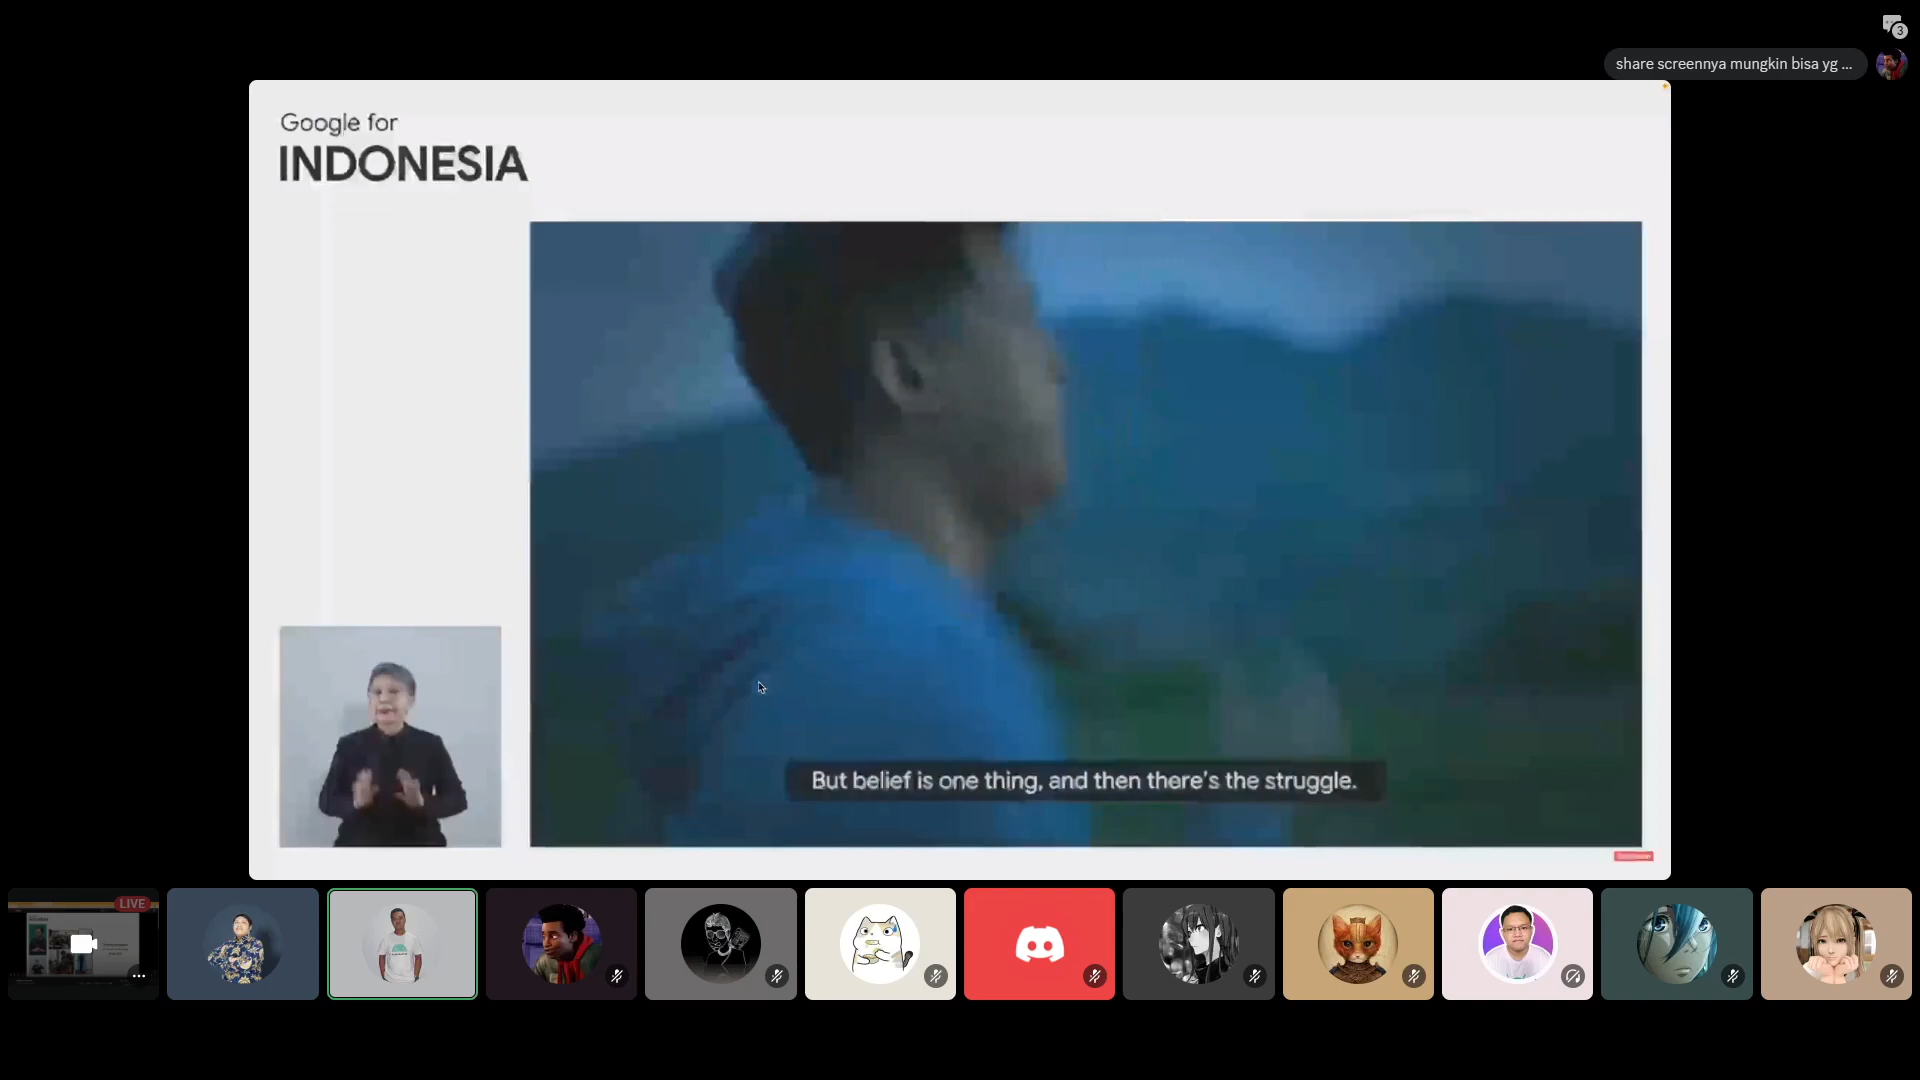 3
share screennya mungkin bisa yg ...
Google for
INDONESIA
But belief is one thing, and then there's the struggle.
LIVE